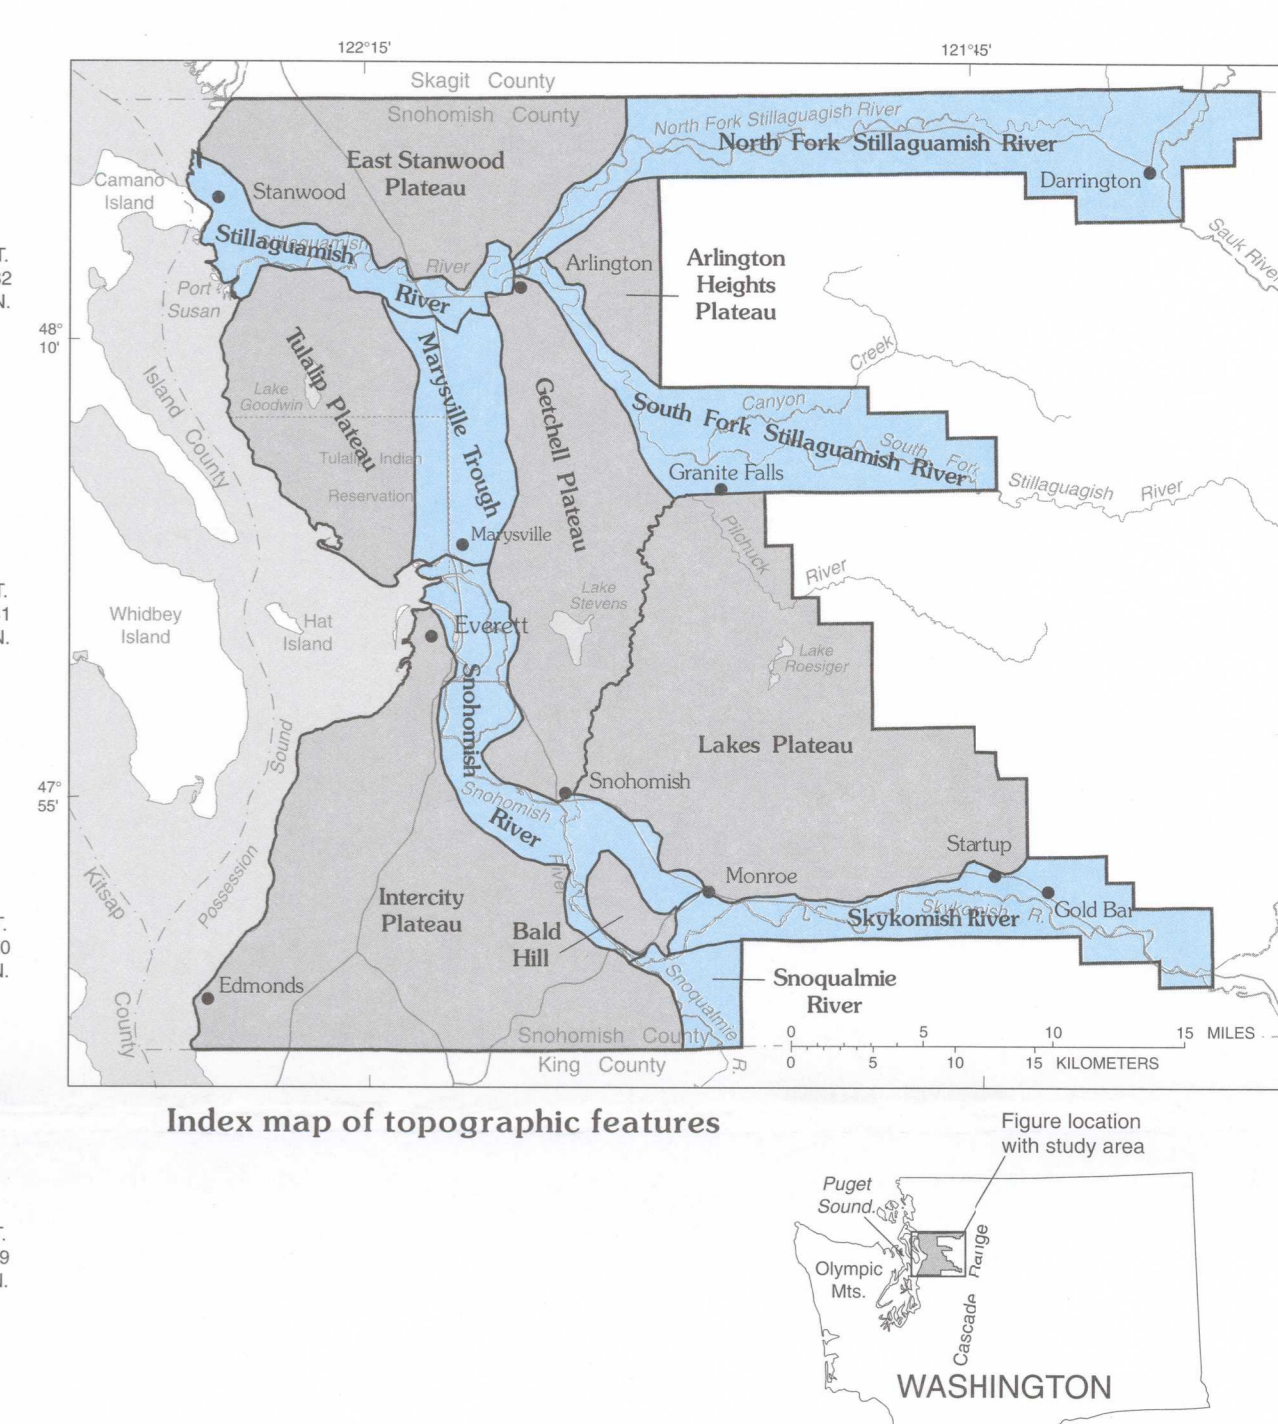 122°15'
121°45'
Skagit County
Snohomish County
North Fork Stillaguagish River
North Fork Stillaguamish River
East Stanwood
Plateau
Darrington
Camano
Island
Stanwood
Sauk River
Stillaguamish
Stillaguamish
River
River
Arlington
Arlington
Heights
Plateau
Port
Susan
T.
32
N.
48°
10'
Tulalip Plateau
Marysville Trough
Getchell Plateau
Creek
Canyon
Lake
Goodwin
Island County
South Fork Stillaguamish River
South Fork
Stillaguagish River
Granite Falls
Tulalip Indian
Reservation
Marysville
Pilchuck
River
T.
31
N.
Whidbey
Island
Hat
Island
Lake
Stevens
Everett
Lake
Roesiger
Snohomish
Sound
Lakes Plateau
47°
55'
Snohomish
Snohomish
River
River
Startup
Monroe
Kitsap
Possession
Intercity
Plateau
Bald
Hill
Skykomish R.
Skykomish River
Gold Bar
T.
0
N.
Edmonds
County
Snoqualmie
R.
Snoqualmie
River
Snohomish County
King County
0 5 10 15 MILES
0 5 10 15 KILOMETERS
Index map of topographic features
Figure location
with study area
Puget
Sound.
Olympic
Mts.
Cascade Range
WASHINGTON
T.
9
N.